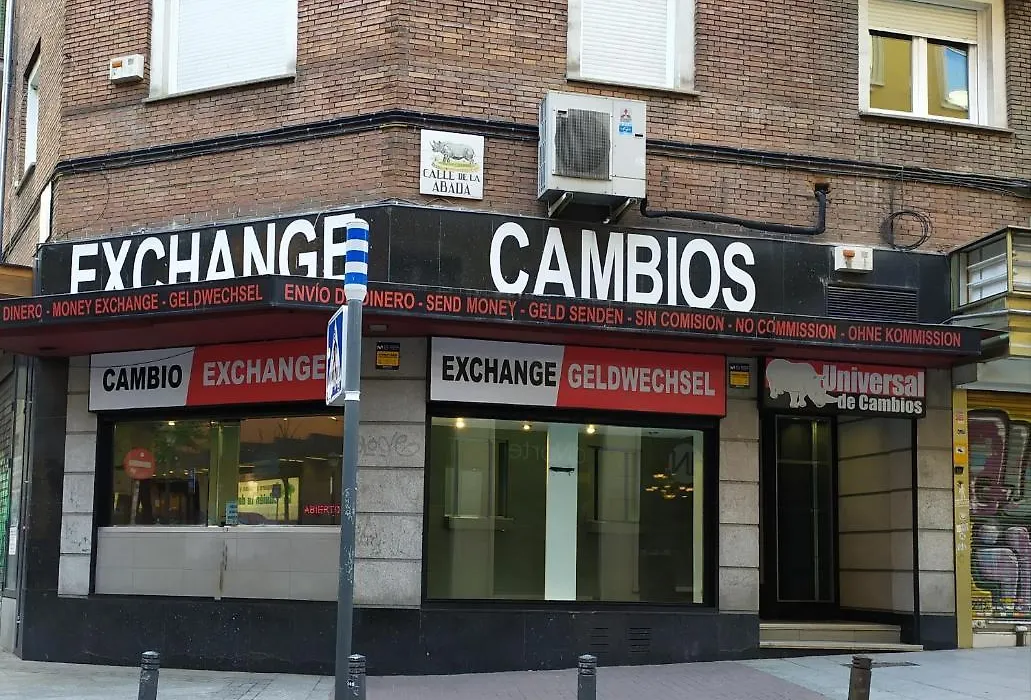 CALLE DE LA
ABADA
EXCHANGE
CAMBIOS
DINERO - MONEY EXCHANGE - GELDWECHSEL
ENVÍO DE DINERO - SEND MONEY - GELD SENDEN - SIN COMISION - NO COMMISSION - OHNE KOMMISSION
CAMBIO EXCHANGE
EXCHANGE GELDWECHSEL
Universal
de Cambios
ABIERTO